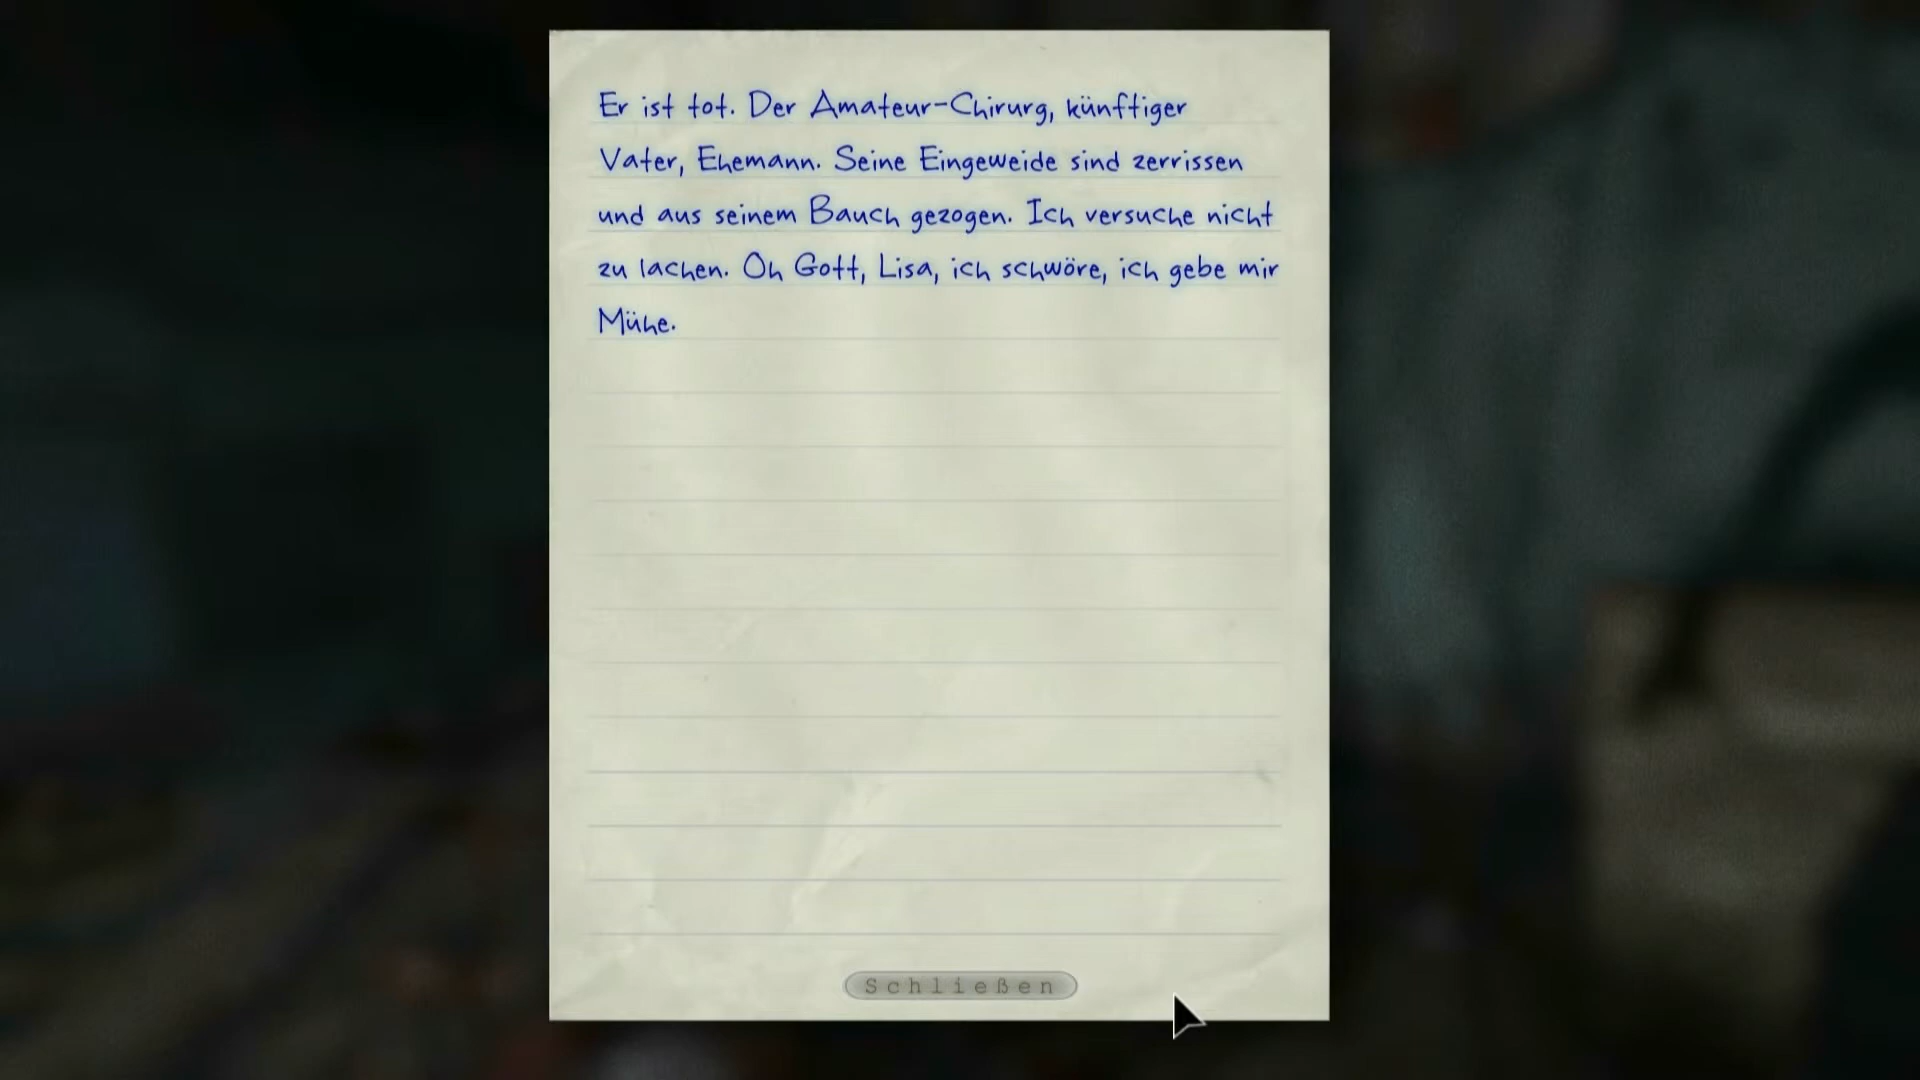 Er ist tot. Der Amateur-Chirurg, künftiger
Vater, Ehemann. Seine Eingeweide sind zerrissen
und aus seinem Bauch gezogen. Ich versuche nicht
zu lachen. Oh Gott, Lisa, ich schwöre, ich gebe mir
Mühe.
Schließen